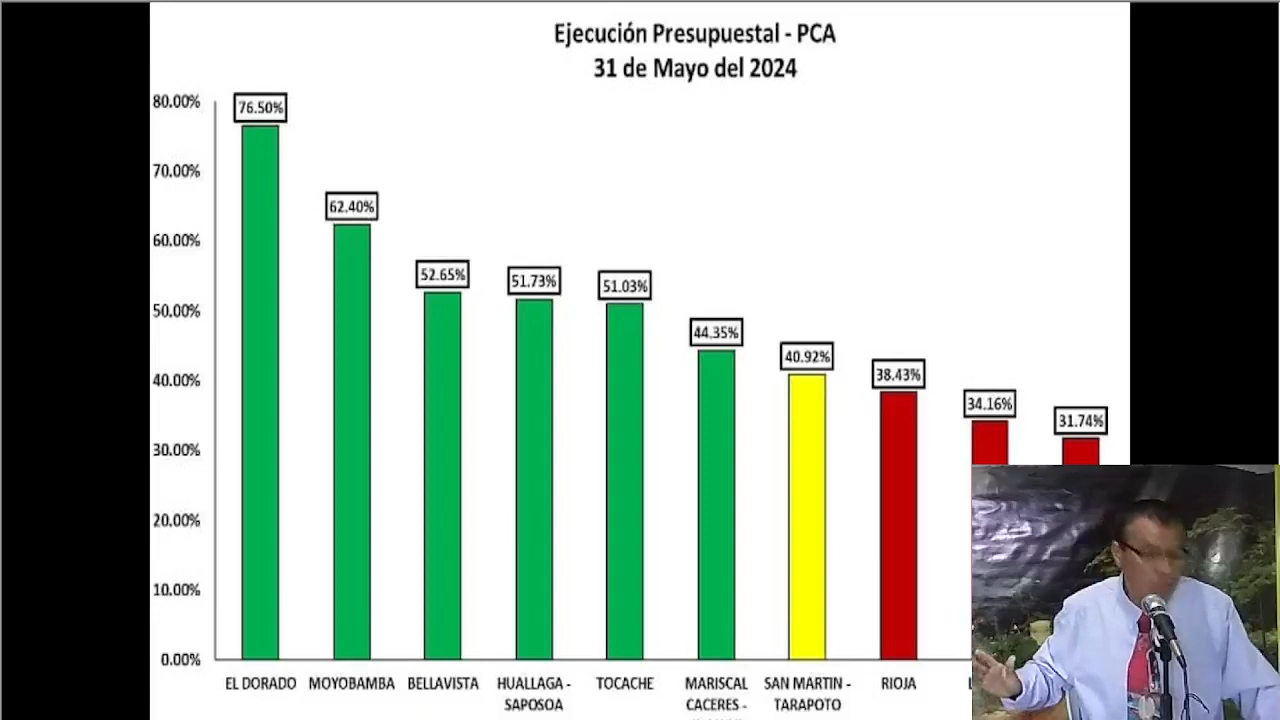 Ejecución Presupuestal - PCA
31 de Mayo del 2024
80.00%
70.00%
60.00%
50.00%
40.00%
30.00%
20.00%
10.00%
0.00%
76.50%
62.40%
52.65%
51.73%
51.03%
44.35%
40.92%
38.43%
34.16%
31.74%
EL DORADO
MOYOBAMBA
BELLAVISTA
HUALLAGA -
SAPOSOA
TOCACHE
MARISCAL
CACERES -
SAN MARTIN -
TARAPOTO
RIOJA